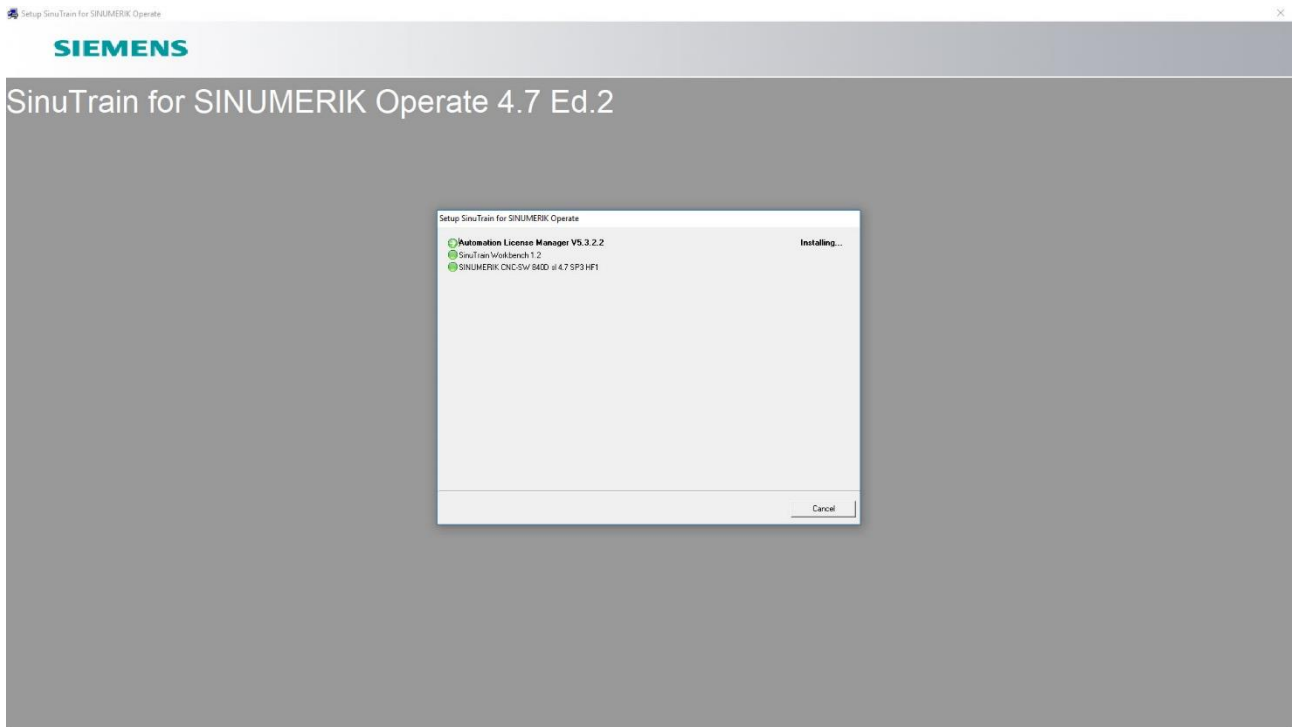 Setup SinuTrain for SINUMERIK Operate
SIEMENS
SinuTrain for SINUMERIK Operate 4.7 Ed.2
Setup SinuTrain for SINUMERIK Operate
Automation License Manager V5.3.2.2 Installing...
SinuTrain Workbench 1.2
SINUMERIK CNC-SW 840D sl 4.7 SP3 HF1
Cancel